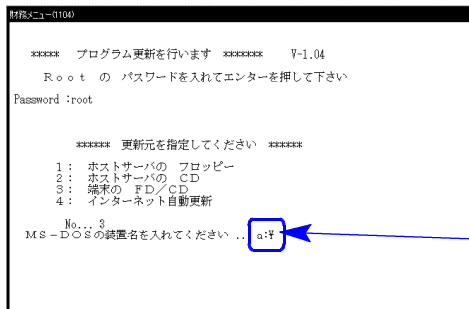 財務メニュー(1104)
***** プログラム更新を行います ******* V-1.04
Root の パスワードを入れてエンターを押して下さい
Password :root
****** 更新元を指定してください ******
1: ホストサーバの フロッピー
2: ホストサーバの CD
3: 端末の FD/CD
4: インターネット自動更新
No... 3
MS-DOSの装置名を入れてください .. a:¥